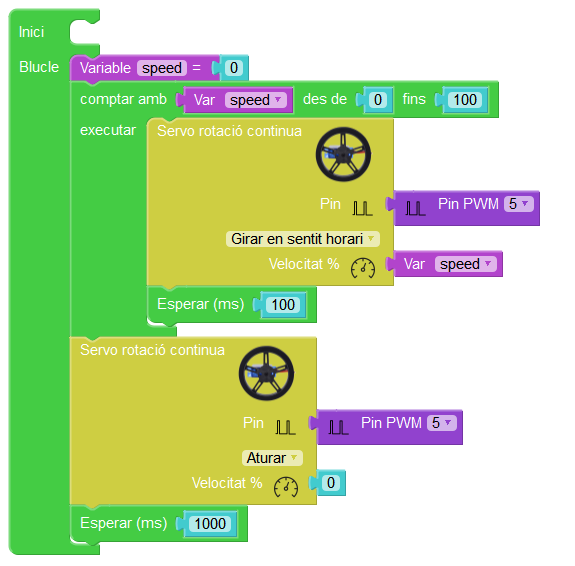 Inici
Blucle Variable speed = 0
comptar amb Var speed des de 0 fins 100
executar Servo rotació continua
Pin Pin PWM 5
Girar en sentit horari
Velocitat % Var speed
Esperar (ms) 100
Servo rotació continua
Pin Pin PWM 5
Aturar
Velocitat % 0
Esperar (ms) 1000